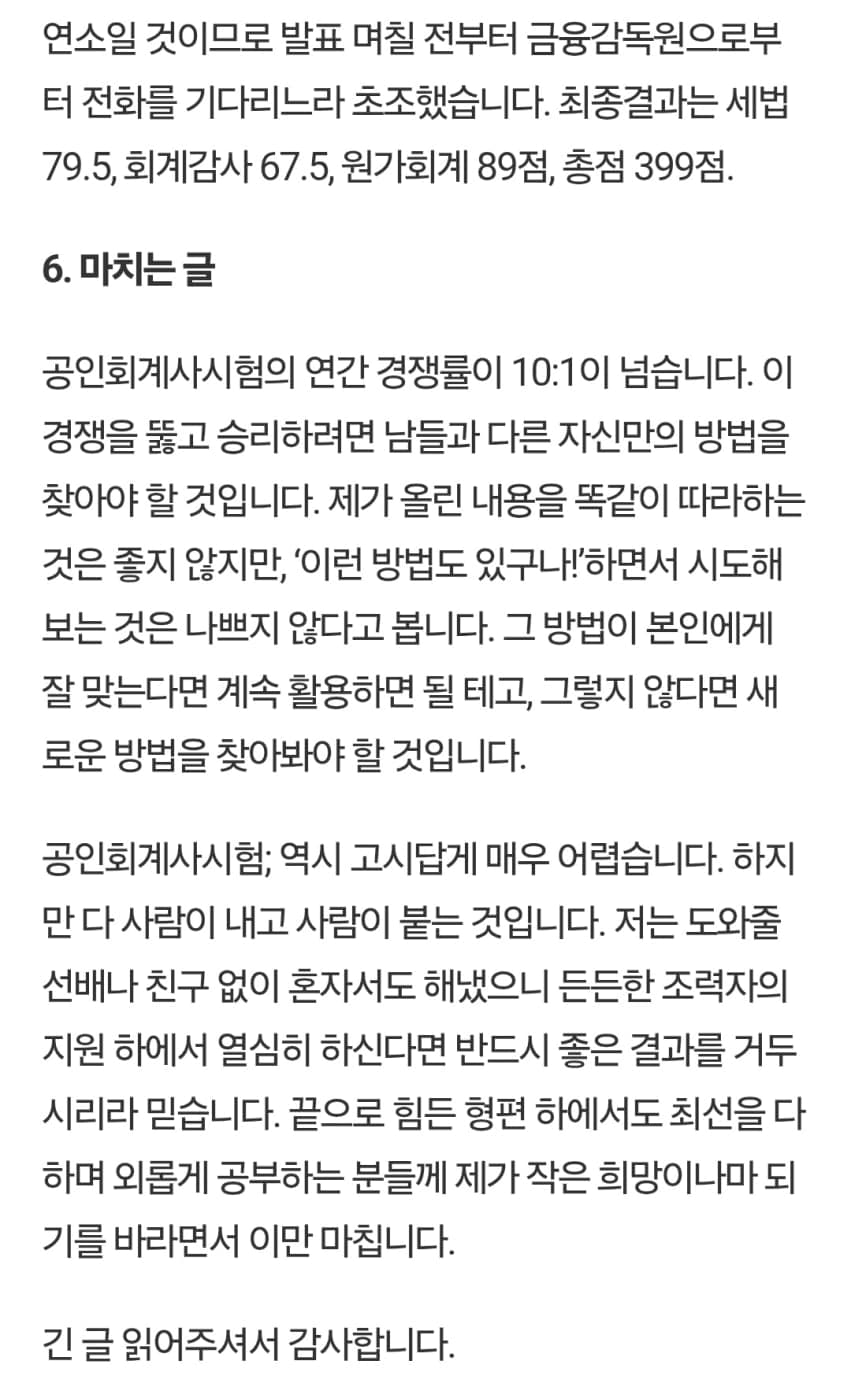 연소일 것이므로 발표 며칠 전부터 금융감독원으로부
터 전화를 기다리느라 초조했습니다. 최종결과는 세법
79.5, 회계감사 67.5, 원가회계 89점, 총점 399점.
6. 마치는 글
공인회계사시험의 연간 경쟁률이 10:1이 넘습니다. 이
경쟁을 뚫고 승리하려면 남들과 다른 자신만의 방법을
찾아야 할 것입니다. 제가 올린 내용을 똑같이 따라하는
것은 좋지 않지만, ‘이런 방법도 있구나!’하면서 시도해
보는 것은 나쁘지 않다고 봅니다. 그 방법이 본인에게
잘 맞는다면 계속 활용하면 될 테고, 그렇지 않다면 새
로운 방법을 찾아봐야 할 것입니다.
공인회계사시험; 역시 고시답게 매우 어렵습니다. 하지
만 다 사람이 내고 사람이 붙는 것입니다. 저는 도와줄
선배나 친구 없이 혼자서도 해냈으니 든든한 조력자의
지원 하에서 열심히 하신다면 반드시 좋은 결과를 거두
시리라 믿습니다. 끝으로 힘든 형편 하에서도 최선을 다
하며 외롭게 공부하는 분들께 제가 작은 희망이나마 되
기를 바라면서 이만 마칩니다.
긴 글 읽어주셔서 감사합니다.